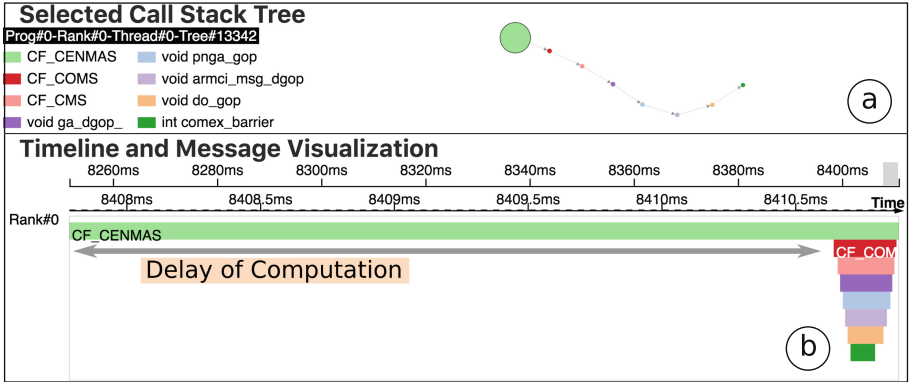 Selected Call Stack Tree
Prog#0-Rank#0-Thread#0-Tree#13342
CF_CENMAS void pnga_gop
CF_COMS void armci_msg_dgop
CF_CMS void do_gop
void ga_dgop_ int comex_barrier
a
Timeline and Message Visualization
8260ms 8280ms 8300ms 8320ms 8340ms 8360ms 8380ms 8400ms
8408ms 8408.5ms 8409ms 8409.5ms 8410ms 8410.5ms Time
Rank#0
CF_CENMAS
CF_COM
Delay of Computation
b